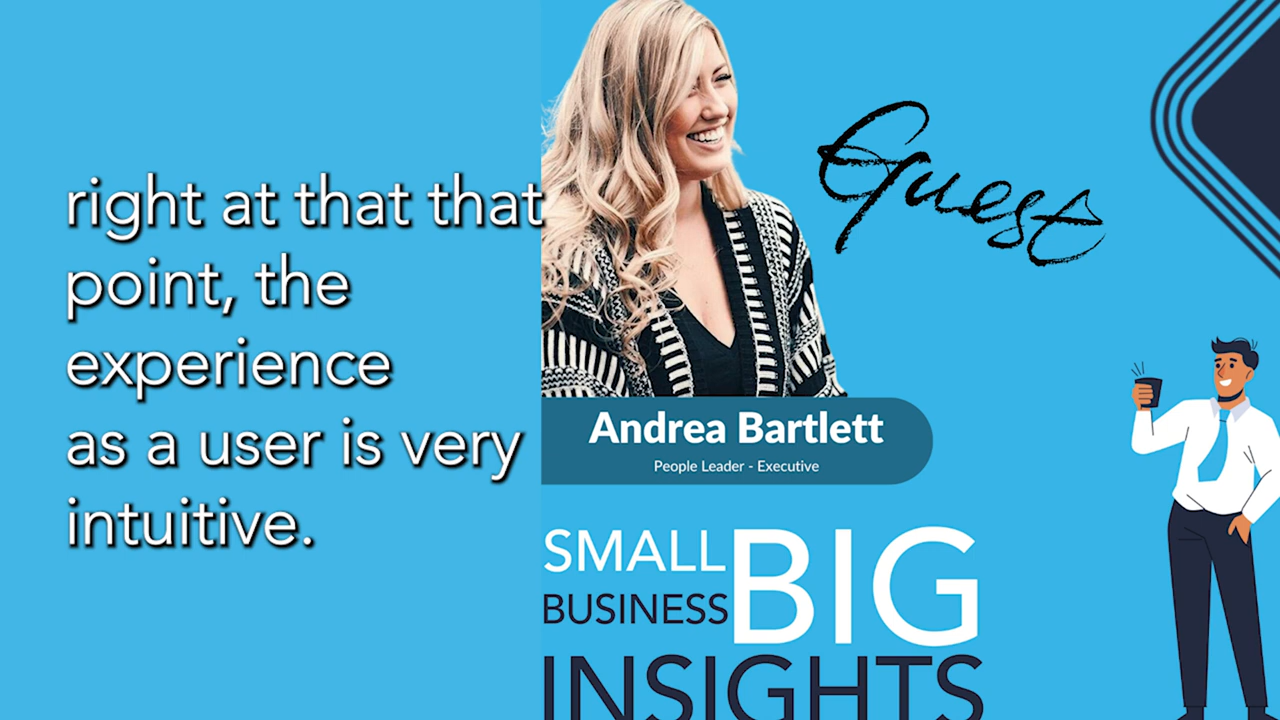 right at that that
point, the
experience
as a user is very
intuitive.
Guest
Andrea Bartlett
People Leader - Executive
SMALL
BUSINESS
BIG
INSIGHTS